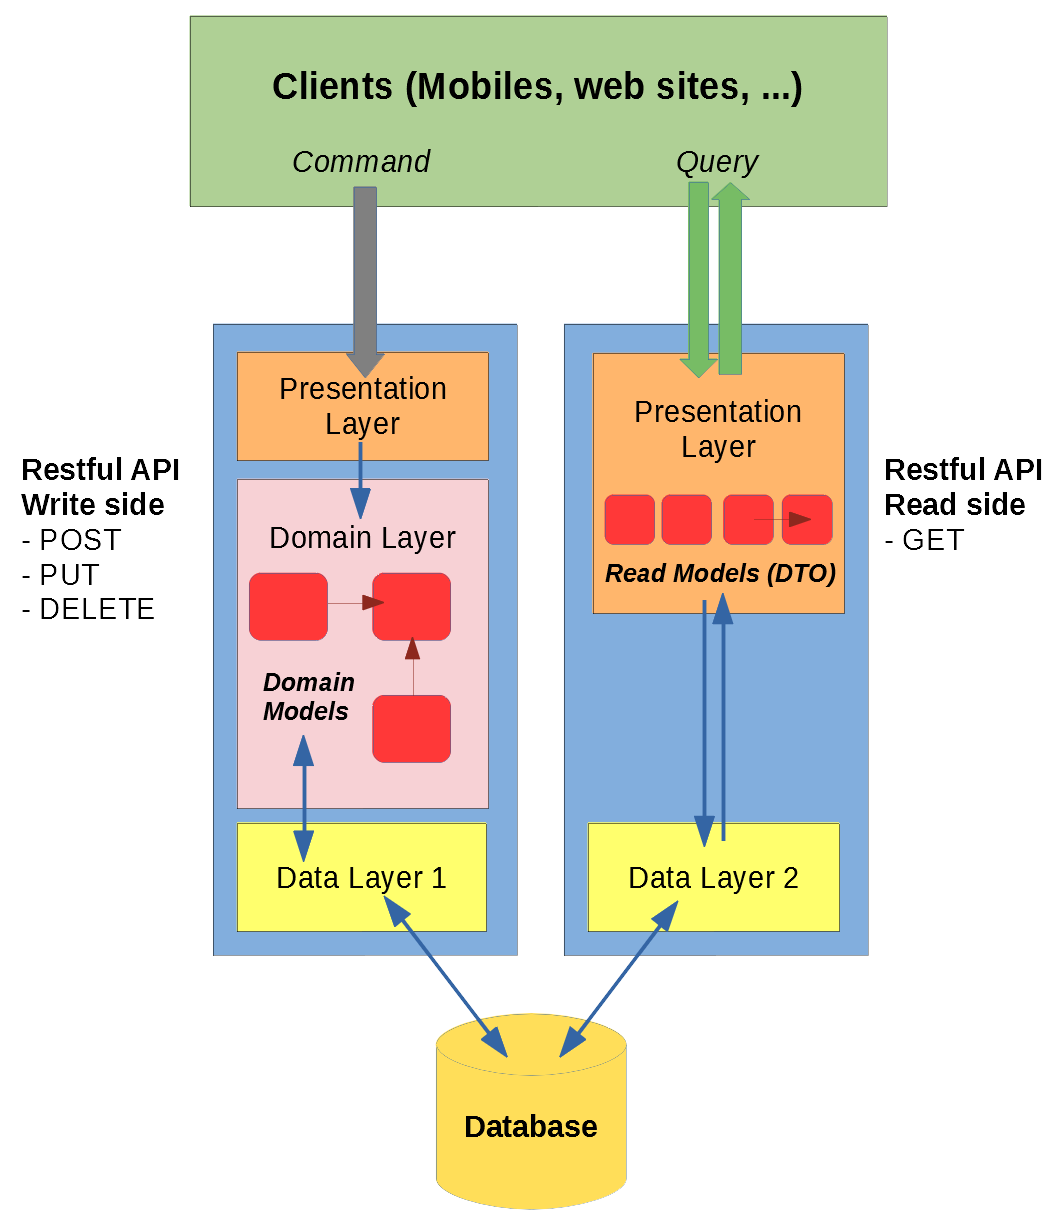 Clients (Mobiles, web sites, ...)
Command
Query
Restful API
Write side
- POST
- PUT
- DELETE
Presentation
Layer
Domain Layer
Domain
Models
Data Layer 1
Presentation
Layer
Read Models (DTO)
Data Layer 2
Restful API
Read side
- GET
Database